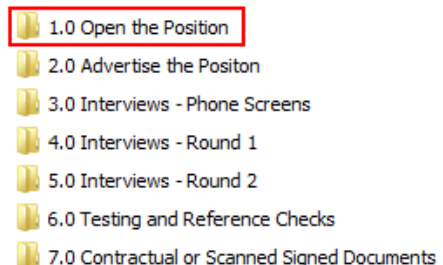 1.0 Open the Position
2.0 Advertise the Positon
3.0 Interviews - Phone Screens
4.0 Interviews - Round 1
5.0 Interviews - Round 2
6.0 Testing and Reference Checks
7.0 Contractual or Scanned Signed Documents